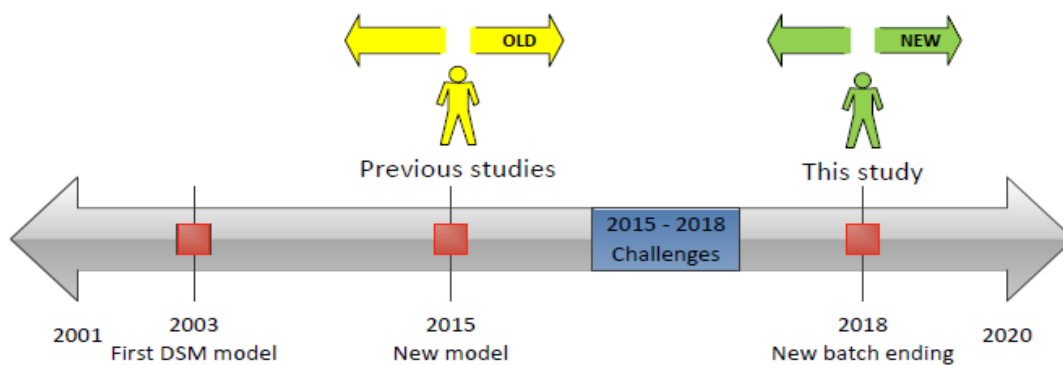 OLD
NEW
Previous studies
This study
2015 - 2018
Challenges
2001
2003
First DSM model
2015
New model
2018
New batch ending
2020